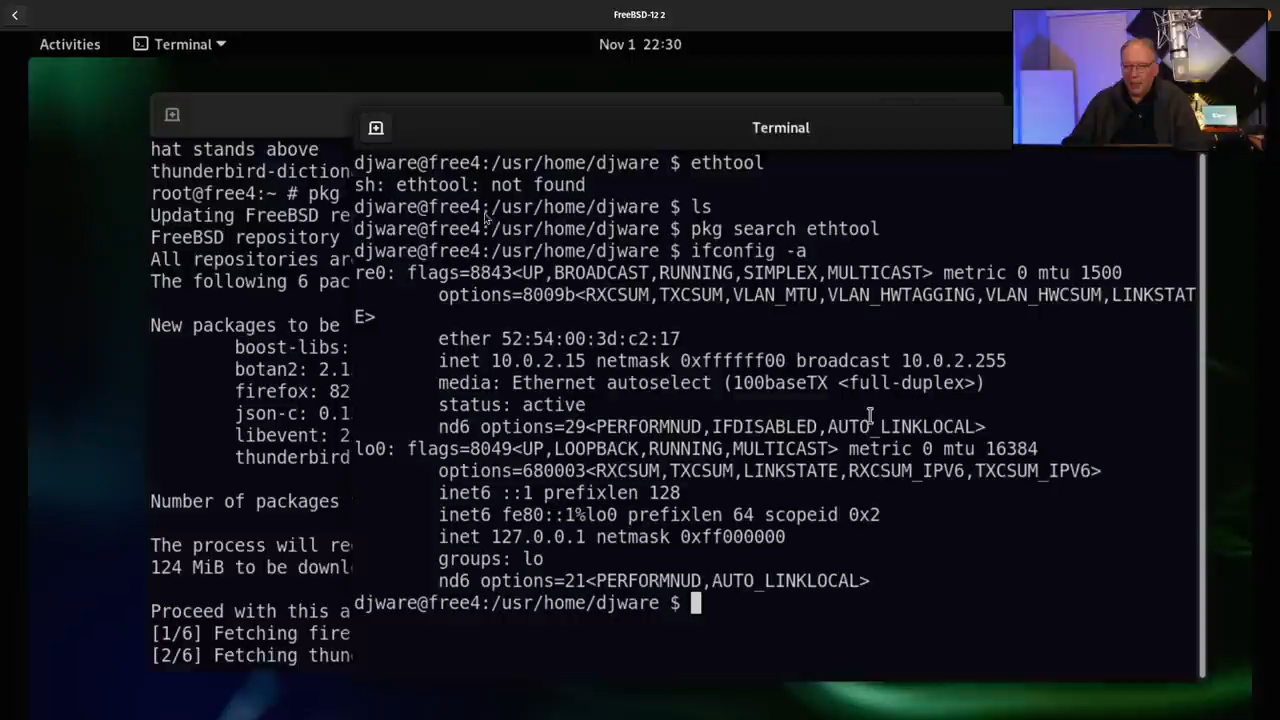 FreeBSD-12 2
Activities
Terminal
Nov 1 22:30
hat stands above
thunderbird-diction
root@free4:~ # pkg
Updating FreeBSD re
FreeBSD repository
All repositories ar
The following 6 pac
New packages to be
boost-libs:
botan2: 2.1
firefox: 82
json-c: 0.1
libevent: 2
thunderbird
Number of packages
The process will re
124 MiB to be downl
Proceed with this a
[1/6] Fetching fire
[2/6] Fetching thun
Terminal
djware@free4:/usr/home/djware $ ethtool
sh: ethtool: not found
djware@free4:/usr/home/djware $ ls
djware@free4:/usr/home/djware $ pkg search ethtool
djware@free4:/usr/home/djware $ ifconfig -a
re0: flags=8843<UP,BROADCAST,RUNNING,SIMPLEX,MULTICAST> metric 0 mtu 1500
options=8009b<RXCSUM,TXCSUM,VLAN_MTU,VLAN_HWTAGGING,VLAN_HWCSUM,LINKSTAT
E>
ether 52:54:00:3d:c2:17
inet 10.0.2.15 netmask 0xffffff00 broadcast 10.0.2.255
media: Ethernet autoselect (100baseTX <full-duplex>)
status: active
nd6 options=29<PERFORMNUD,IFDISABLED,AUTO_LINKLOCAL>
lo0: flags=8049<UP,LOOPBACK,RUNNING,MULTICAST> metric 0 mtu 16384
options=680003<RXCSUM,TXCSUM,LINKSTATE,RXCSUM_IPV6,TXCSUM_IPV6>
inet6 ::1 prefixlen 128
inet6 fe80::1%lo0 prefixlen 64 scopeid 0x2
inet 127.0.0.1 netmask 0xff000000
groups: lo
nd6 options=21<PERFORMNUD,AUTO_LINKLOCAL>
djware@free4:/usr/home/djware $